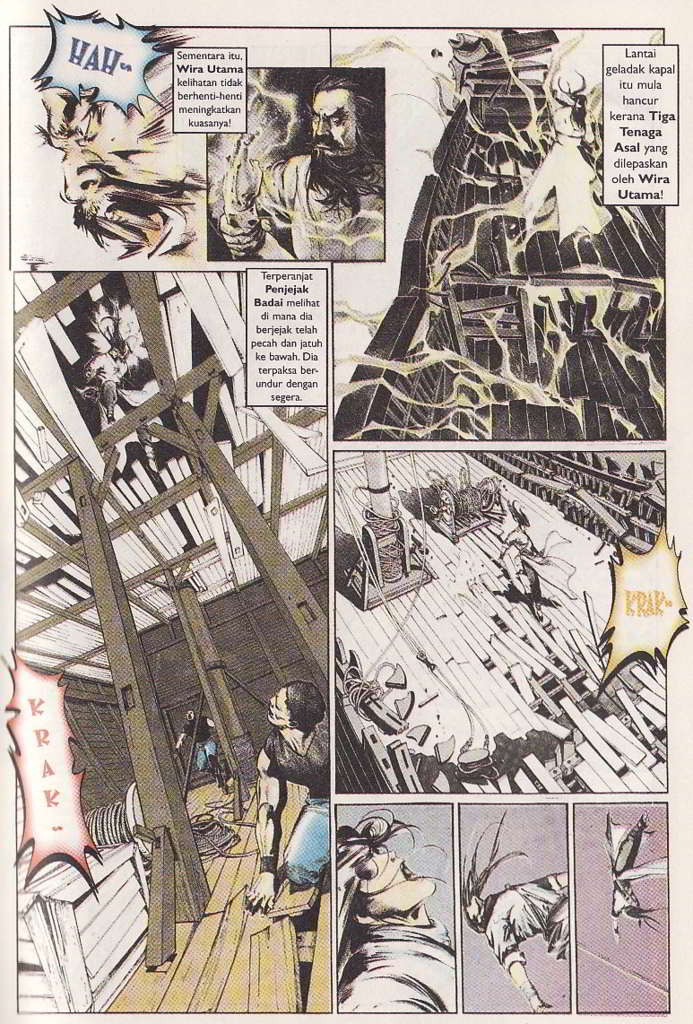 HAH~
Sementara itu,
Wira Utama
kelihatan tidak
berhenti-henti
meningkatkan
kuasanya!
Lantai
geladak kapal
itu mula
hancur
kerana Tiga
Tenaga
Asal yang
dilepaskan
oleh Wira
Utama!
Terperanjat
Penjejak
Badai melihat
di mana dia
berjejak telah
pecah dan jatuh
ke bawah. Dia
terpaksa ber-
undur dengan
segera.
KRAK~
KRAK~